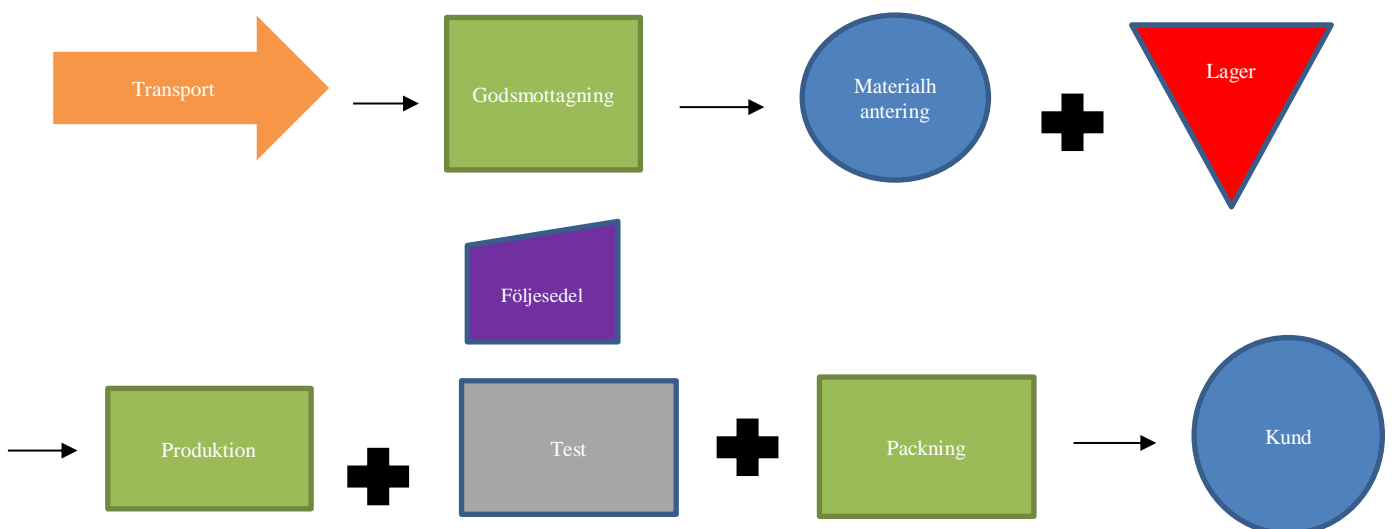 Transport
Godsmottagning
Materialh
antering
Lager
Följesedel
Produktion
Test
Packning
Kund